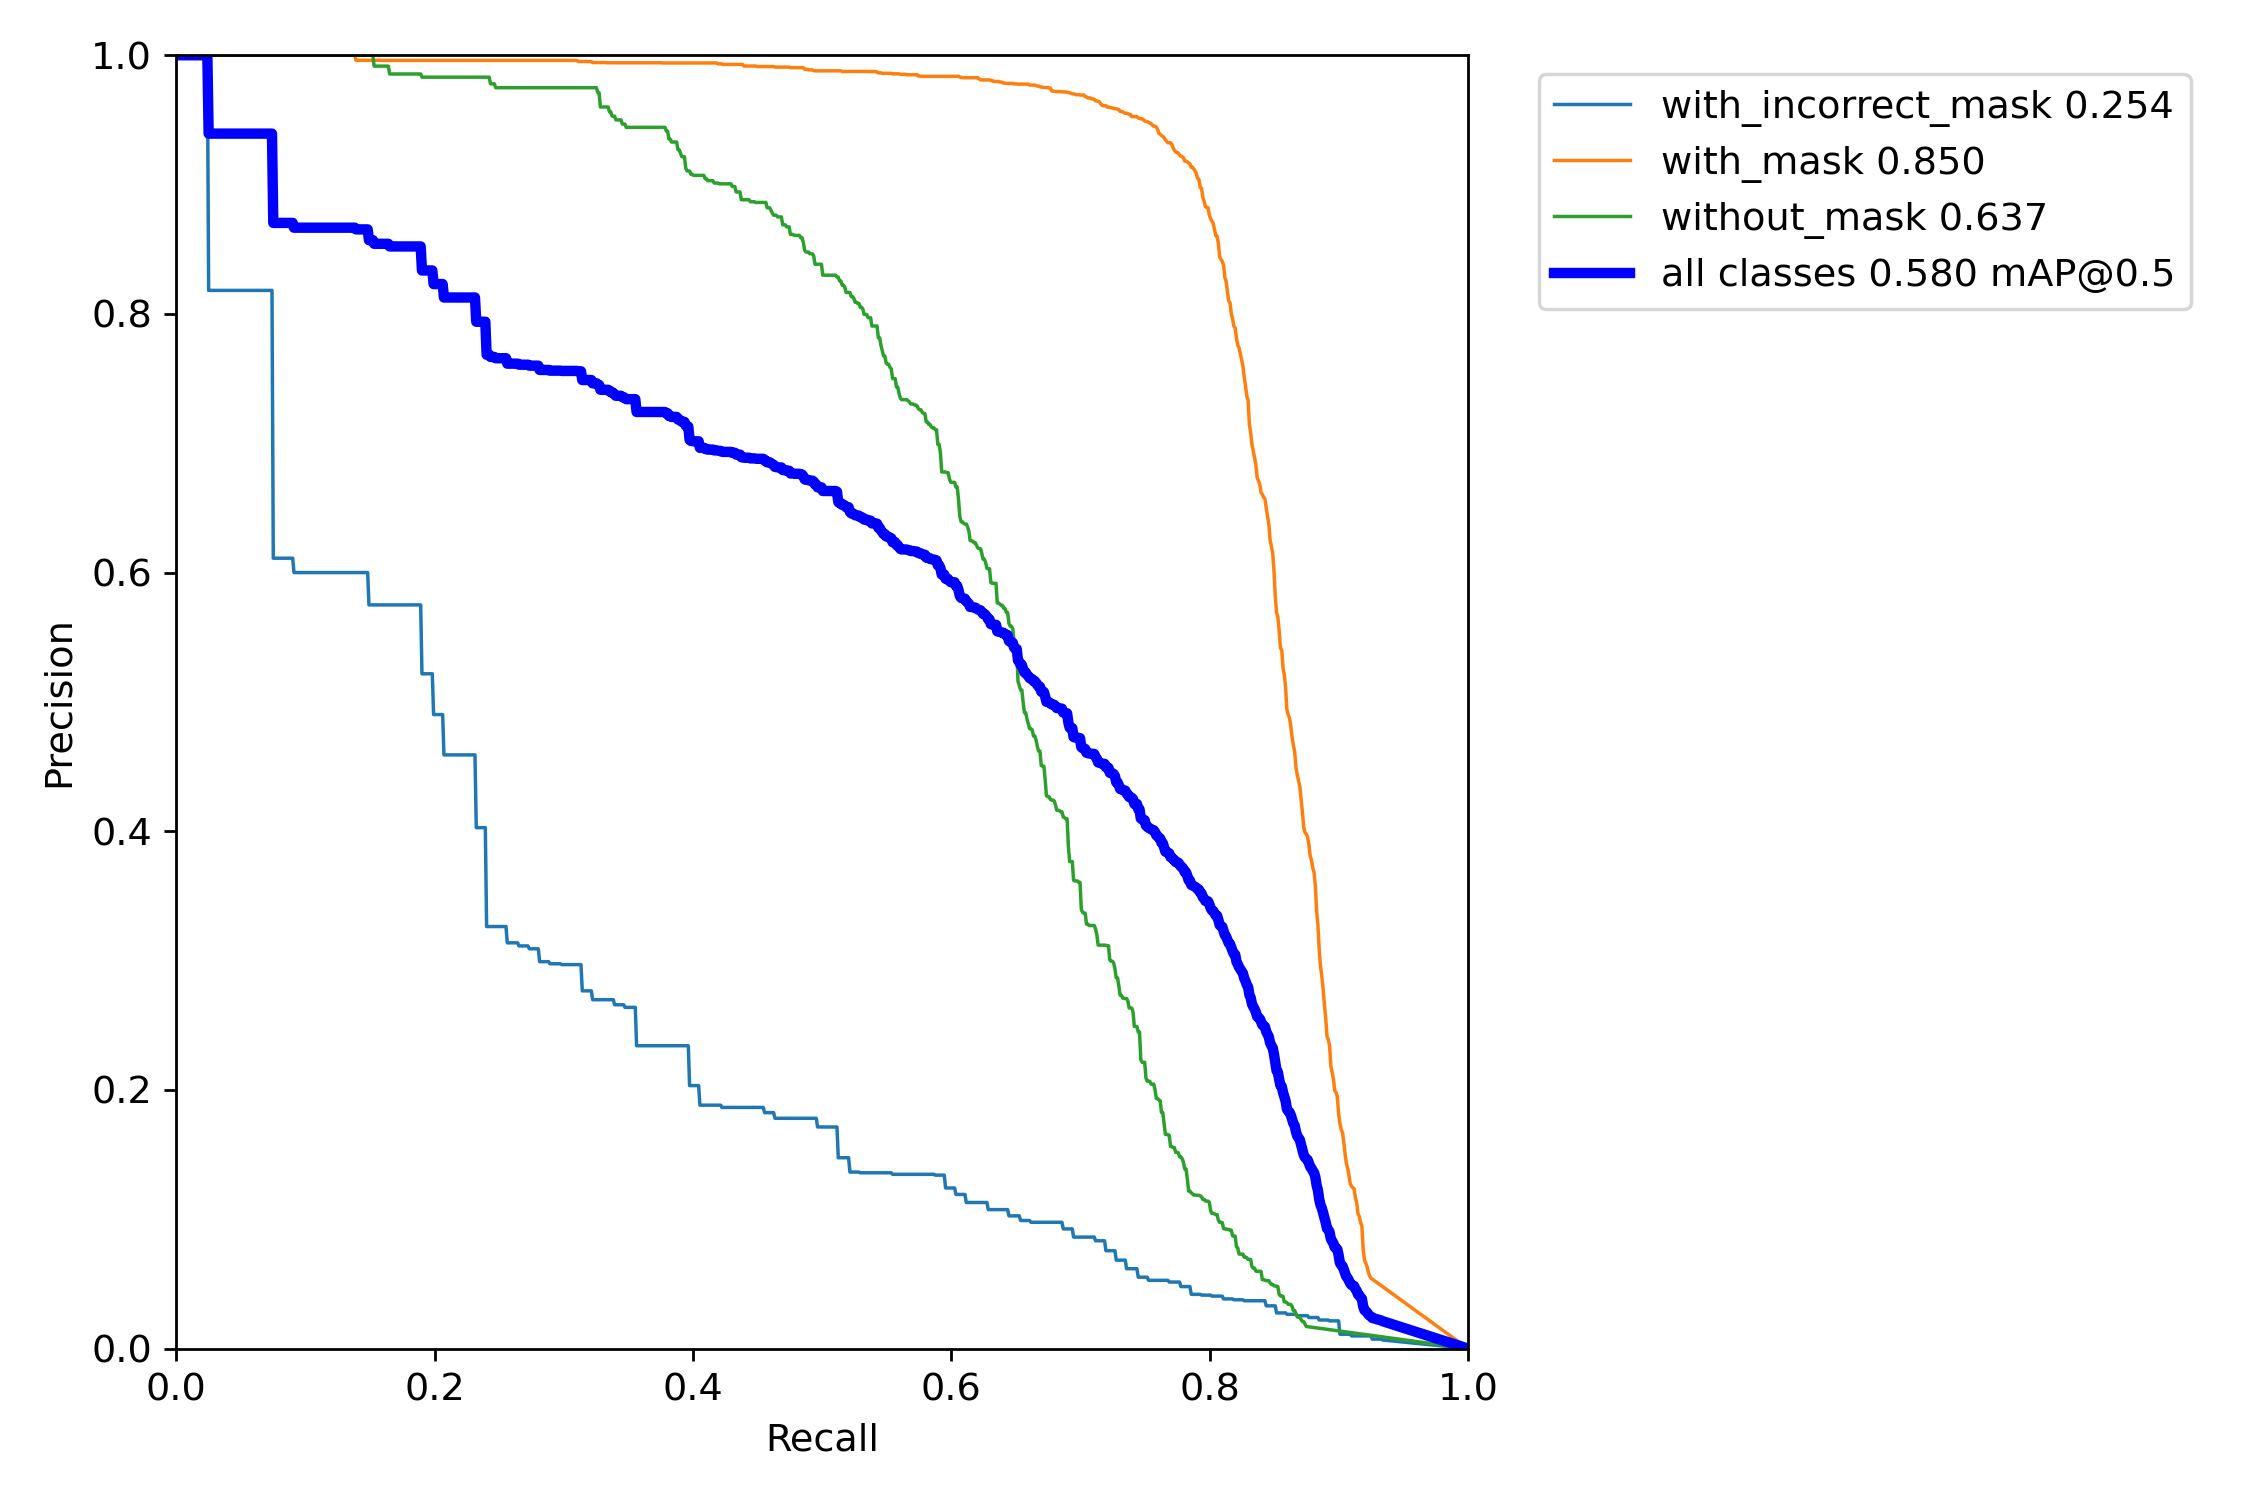 with_incorrect_mask 0.254
with_mask 0.850
without_mask 0.637
all classes 0.580 mAP@0.5
1.0
0.8
0.6
0.4
0.2
0.0
Precision
0.0 0.2 0.4 0.6 0.8 1.0
Recall